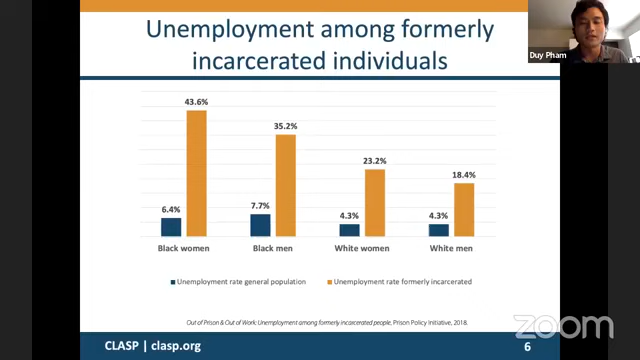 Unemployment among formerly
incarcerated individuals
Duy Pham
43.6%
35.2%
23.2%
18.4%
6.4%
7.7%
4.3%
4.3%
Black women
Black men
White women
White men
Unemployment rate general population
Unemployment rate formerly incarcerated
Out of Prison & Out of Work: Unemployment among formerly incarcerated people, Prison Policy Initiative, 2018.
CLASP | clasp.org
6
zoom